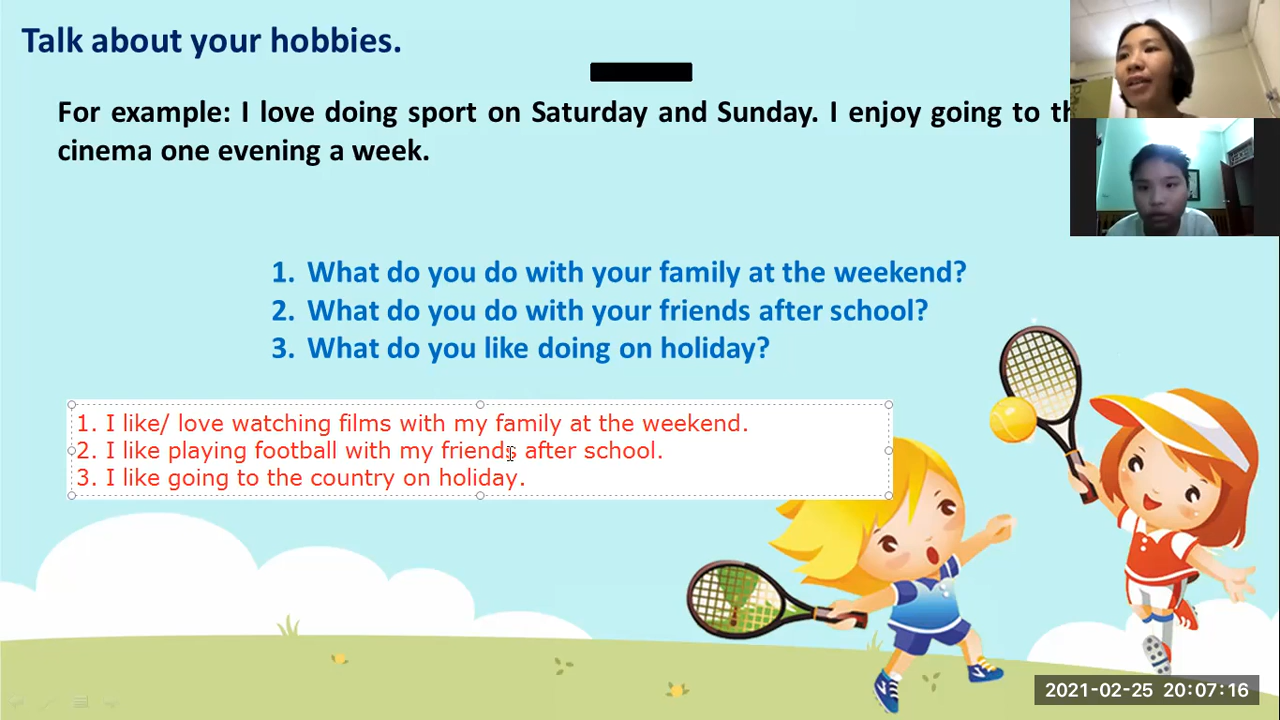 Talk about your hobbies.
For example: I love doing sport on Saturday and Sunday. I enjoy going to
cinema one evening a week.
1. What do you do with your family at the weekend?
2. What do you do with your friends after school?
3. What do you like doing on holiday?
1. I like/ love watching films with my family at the weekend.
2. I like playing football with my friends after school.
3. I like going to the country on holiday.
2021-02-25 20:07:16